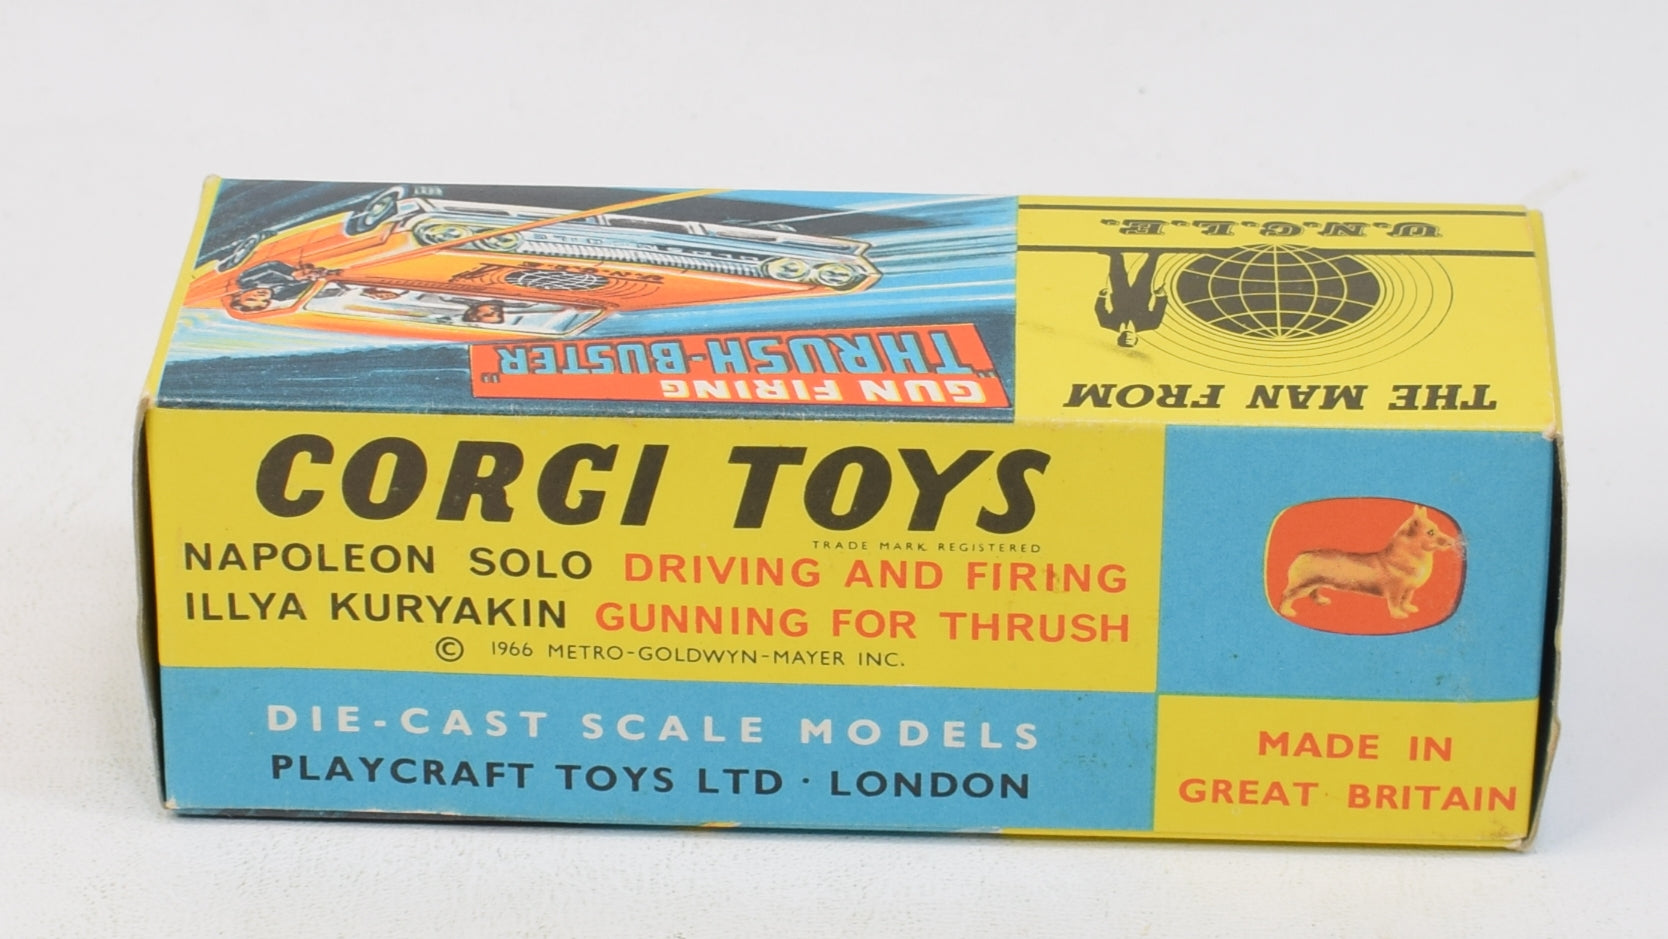 THE MAN FROM
U.N.C.L.E.
GUN FIRING
"THRUSH-BUSTER"
CORGI TOYS
TRADE MARK REGISTERED
NAPOLEON SOLO DRIVING AND FIRING
ILLYA KURYAKIN GUNNING FOR THRUSH
© 1966 METRO-GOLDWYN-MAYER INC.
DIE-CAST SCALE MODELS
PLAYCRAFT TOYS LTD · LONDON
MADE IN
GREAT BRITAIN